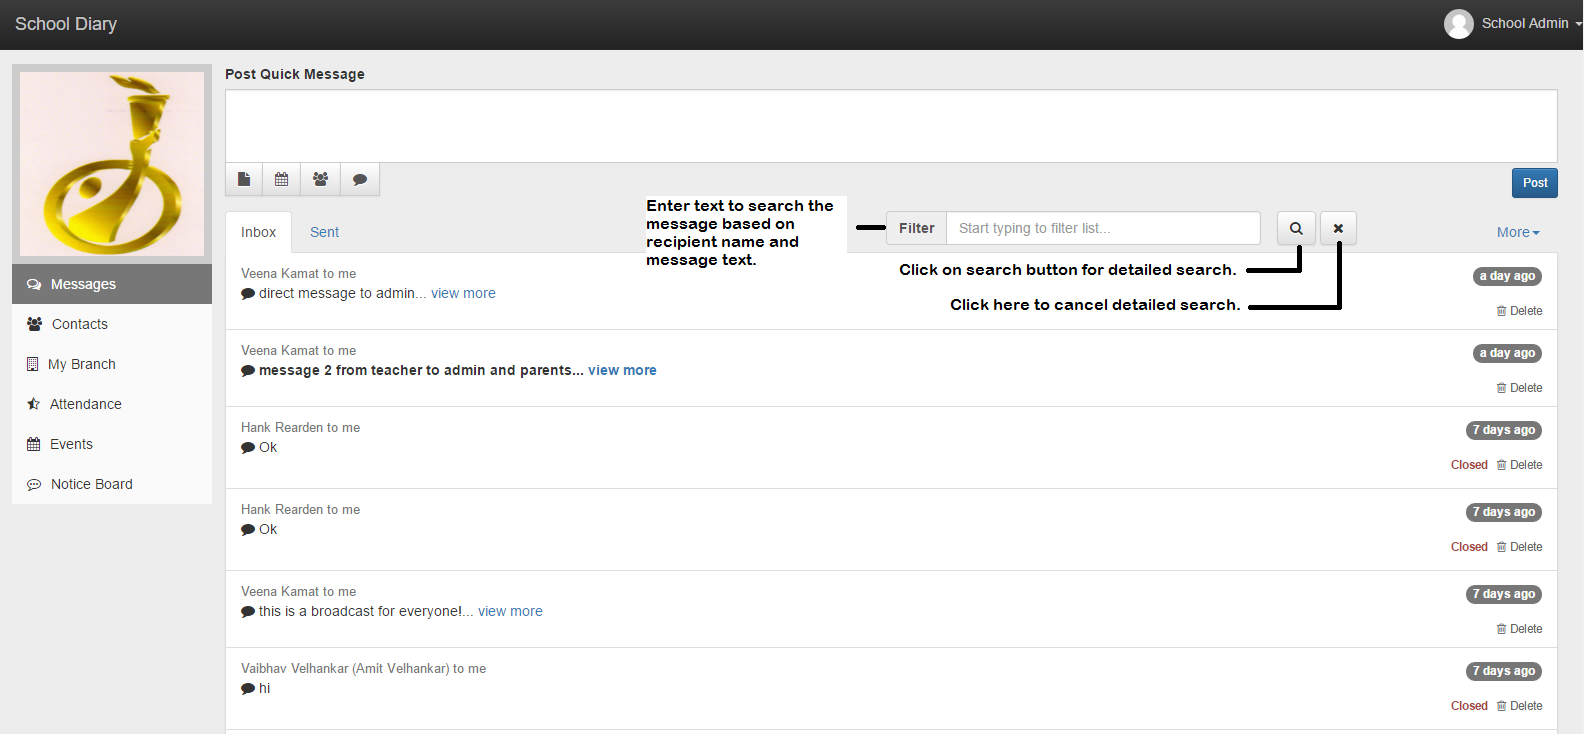 School Diary
School Admin
Post Quick Message
Post
Enter text to search the
message based on
recipient name and
message text.
Inbox
Sent
Filter
Start typing to filter list...
More
Click on search button for detailed search.
Click here to cancel detailed search.
Messages
Contacts
My Branch
Attendance
Events
Notice Board
Veena Kamat to me
a day ago
direct message to admin... view more
Delete
Veena Kamat to me
a day ago
message 2 from teacher to admin and parents... view more
Delete
Hank Rearden to me
7 days ago
Ok
Closed Delete
Hank Rearden to me
7 days ago
Ok
Closed Delete
Veena Kamat to me
7 days ago
this is a broadcast for everyone!... view more
Delete
Vaibhav Velhankar (Amit Velhankar) to me
7 days ago
hi
Closed Delete